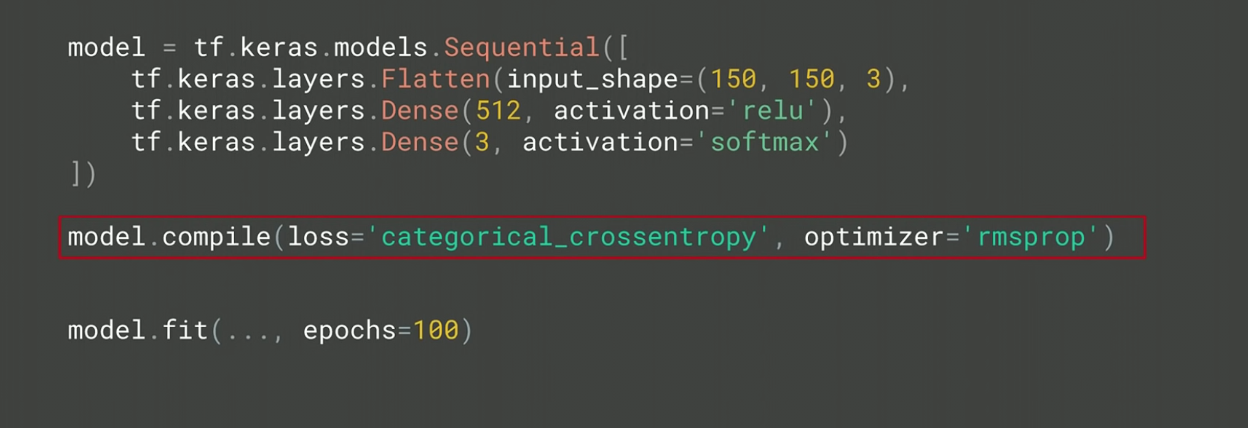 model = tf.keras.models.Sequential([
    tf.keras.layers.Flatten(input_shape=(150, 150, 3),
    tf.keras.layers.Dense(512, activation='relu'),
    tf.keras.layers.Dense(3, activation='softmax')
])
model.compile(loss='categorical_crossentropy', optimizer='rmsprop')
model.fit(..., epochs=100)